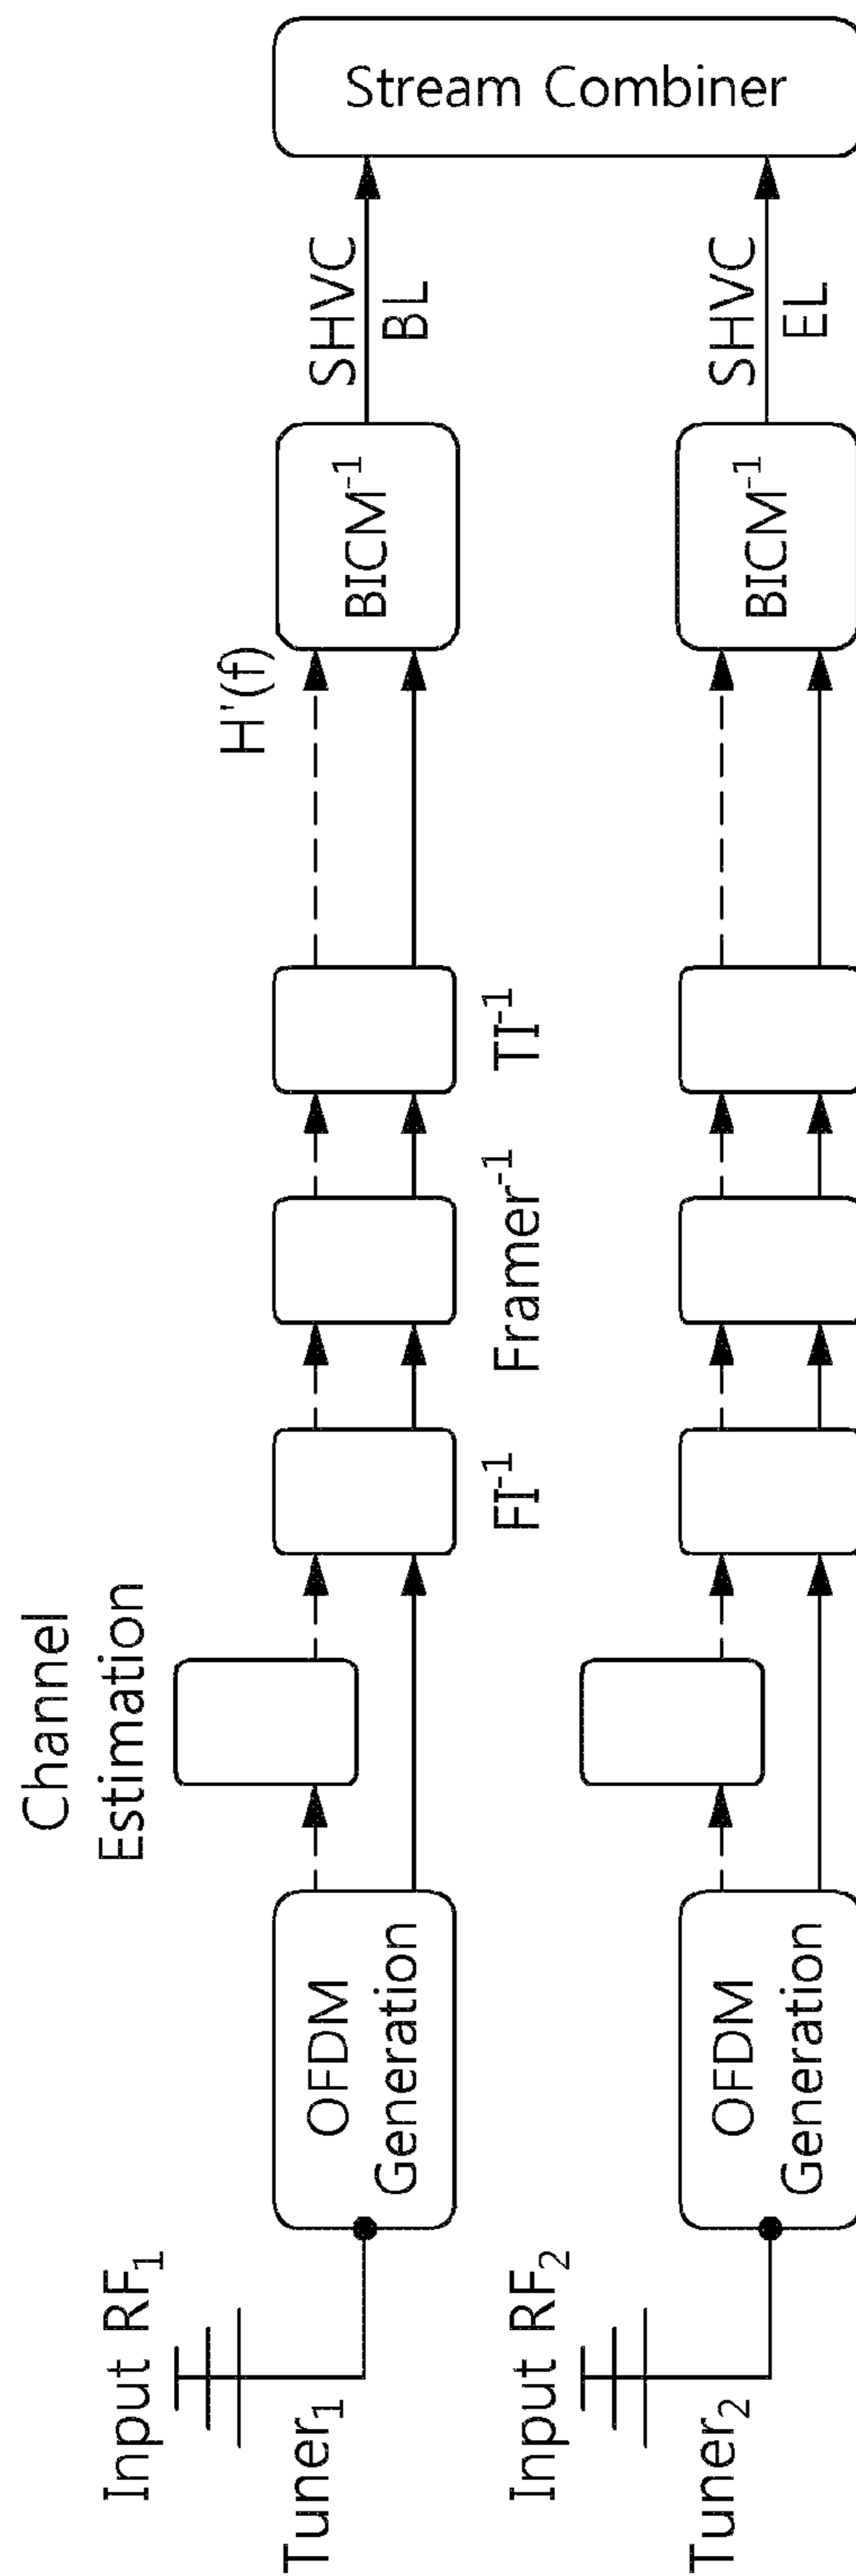 Input RF1
Tuner1
OFDM
Generation
Channel
Estimation
FI-1
Framer-1
TI-1
H'(f)
BICM-1
SHVC
BL
Stream Combiner
Input RF2
Tuner2
OFDM
Generation
BICM-1
SHVC
EL